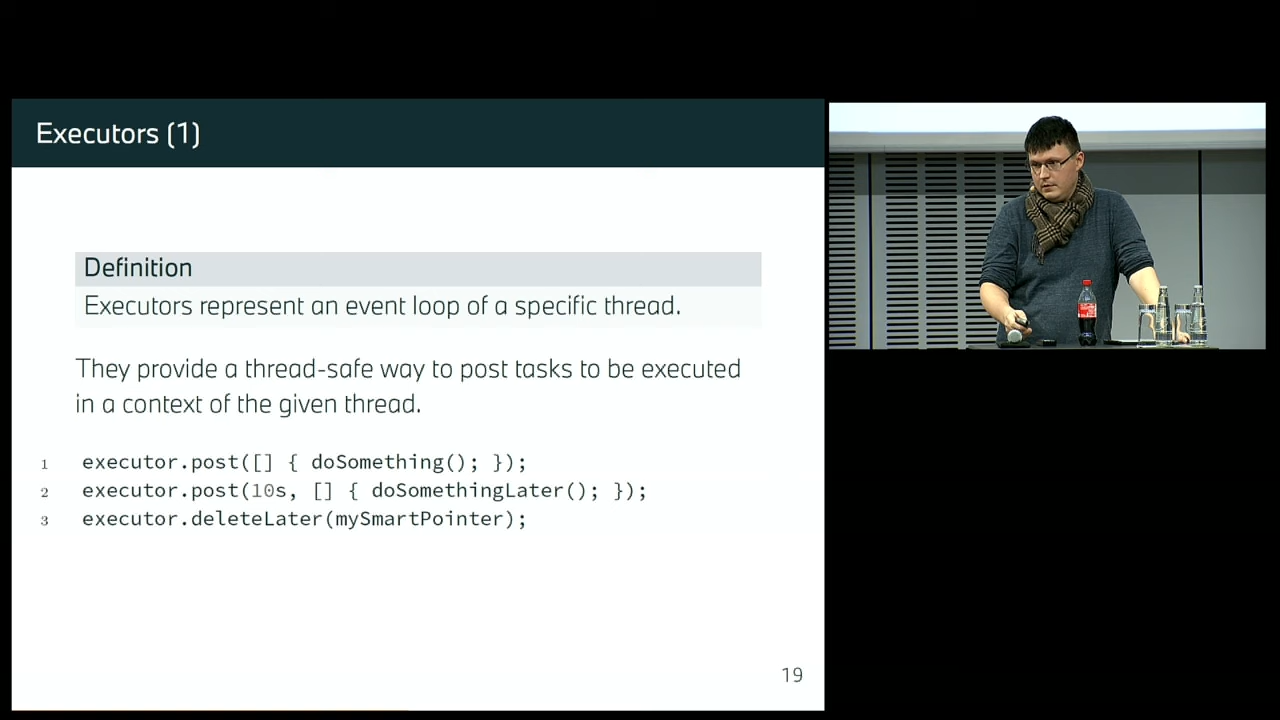 Executors (1)
Definition
Executors represent an event loop of a specific thread.
They provide a thread-safe way to post tasks to be executed
in a context of the given thread.
1 executor.post([] { doSomething(); });
2 executor.post(10s, [] { doSomethingLater(); });
3 executor.deleteLater(mySmartPointer);
19